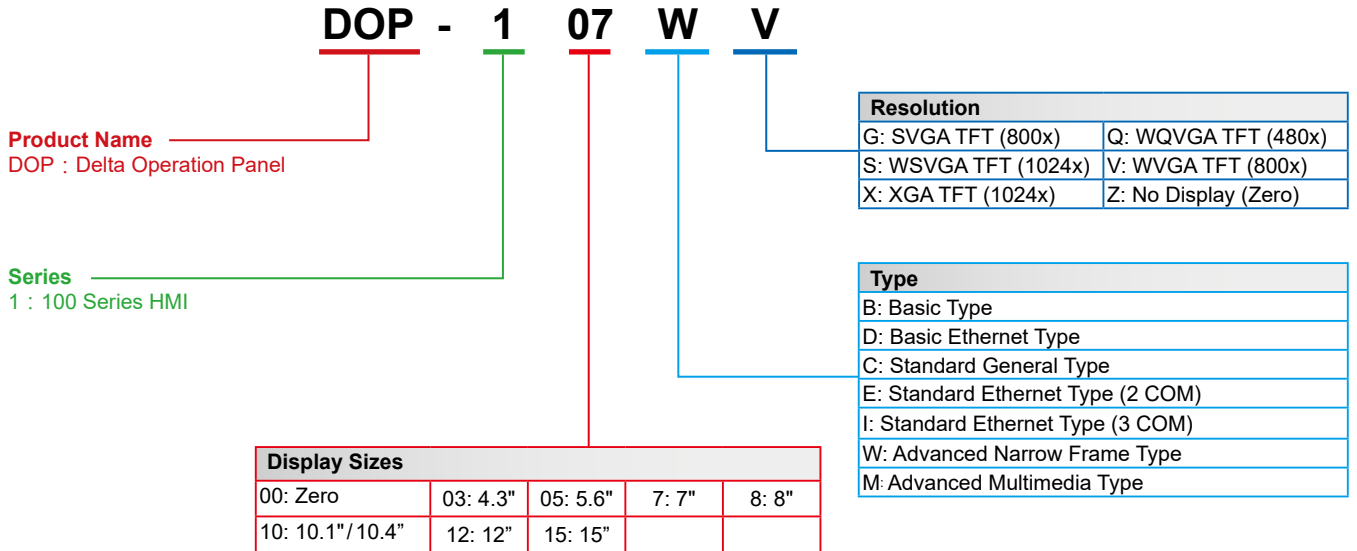 DOP - 1 07 W V
Product Name
DOP：Delta Operation Panel
Series
1：100 Series HMI
Display Sizes
00: Zero 03: 4.3" 05: 5.6" 7: 7" 8: 8"
10: 10.1"/10.4” 12: 12” 15: 15”
Resolution
G: SVGA TFT (800x) Q: WQVGA TFT (480x)
S: WSVGA TFT (1024x) V: WVGA TFT (800x)
X: XGA TFT (1024x) Z: No Display (Zero)
Type
B: Basic Type
D: Basic Ethernet Type
C: Standard General Type
E: Standard Ethernet Type (2 COM)
I: Standard Ethernet Type (3 COM)
W: Advanced Narrow Frame Type
M: Advanced Multimedia Type